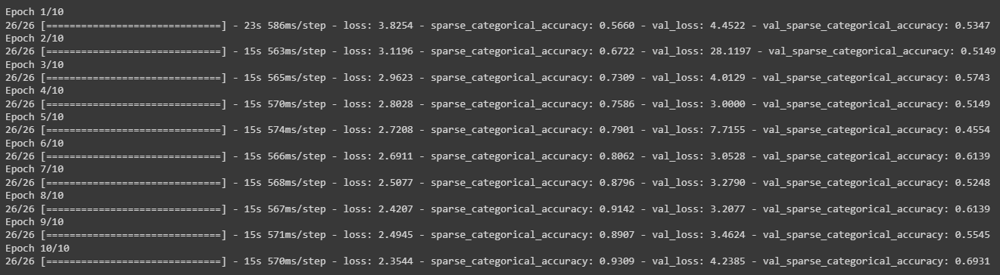 Epoch 1/10
26/26 [==============================] - 23s 586ms/step - loss: 3.8254 - sparse_categorical_accuracy: 0.5660 - val_loss: 4.4522 - val_sparse_categorical_accuracy: 0.5347
Epoch 2/10
26/26 [==============================] - 15s 563ms/step - loss: 3.1196 - sparse_categorical_accuracy: 0.6722 - val_loss: 28.1197 - val_sparse_categorical_accuracy: 0.5149
Epoch 3/10
26/26 [==============================] - 15s 565ms/step - loss: 2.9623 - sparse_categorical_accuracy: 0.7309 - val_loss: 4.0129 - val_sparse_categorical_accuracy: 0.5743
Epoch 4/10
26/26 [==============================] - 15s 570ms/step - loss: 2.8028 - sparse_categorical_accuracy: 0.7586 - val_loss: 3.0000 - val_sparse_categorical_accuracy: 0.5149
Epoch 5/10
26/26 [==============================] - 15s 574ms/step - loss: 2.7208 - sparse_categorical_accuracy: 0.7901 - val_loss: 7.7155 - val_sparse_categorical_accuracy: 0.4554
Epoch 6/10
26/26 [==============================] - 15s 566ms/step - loss: 2.6911 - sparse_categorical_accuracy: 0.8062 - val_loss: 3.0528 - val_sparse_categorical_accuracy: 0.6139
Epoch 7/10
26/26 [==============================] - 15s 568ms/step - loss: 2.5077 - sparse_categorical_accuracy: 0.8796 - val_loss: 3.2790 - val_sparse_categorical_accuracy: 0.5248
Epoch 8/10
26/26 [==============================] - 15s 567ms/step - loss: 2.4207 - sparse_categorical_accuracy: 0.9142 - val_loss: 3.2077 - val_sparse_categorical_accuracy: 0.6139
Epoch 9/10
26/26 [==============================] - 15s 571ms/step - loss: 2.4945 - sparse_categorical_accuracy: 0.8907 - val_loss: 3.4624 - val_sparse_categorical_accuracy: 0.5545
Epoch 10/10
26/26 [==============================] - 15s 570ms/step - loss: 2.3544 - sparse_categorical_accuracy: 0.9309 - val_loss: 4.2385 - val_sparse_categorical_accuracy: 0.6931